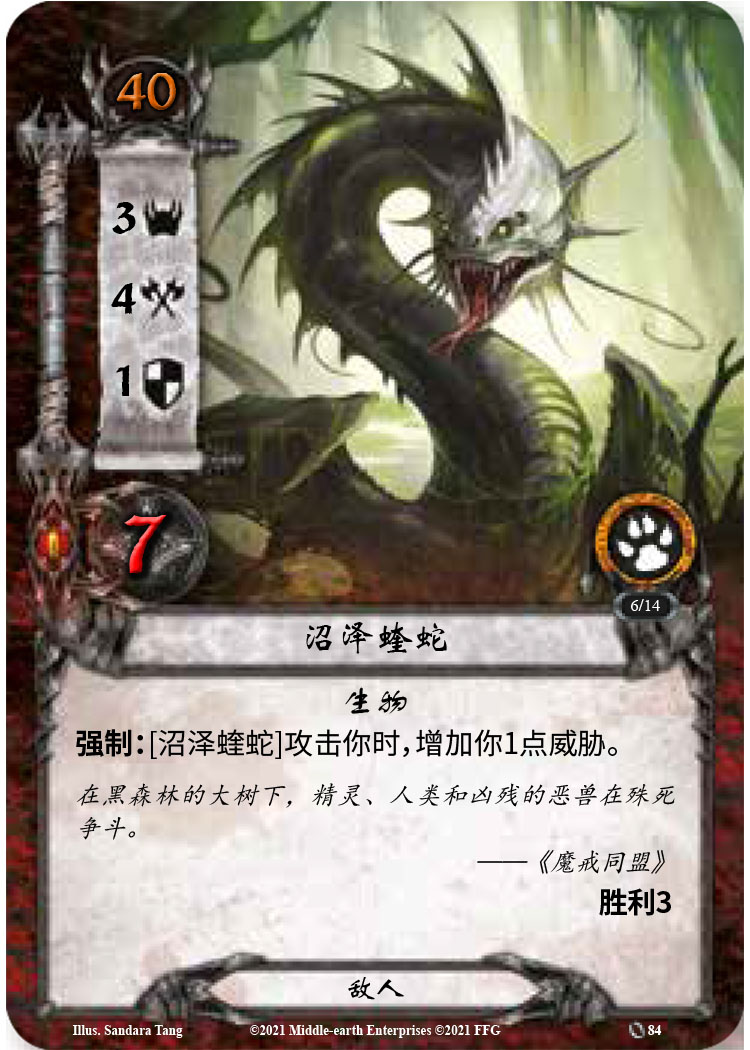 40
3
4
1
7
6/14
沼泽蝰蛇
生物
强制：[沼泽蝰蛇]攻击你时，增加你1点威胁。
在黑森林的大树下，精灵、人类和凶残的恶兽在殊死
争斗。
——《魔戒同盟》
胜利3
敌人
Illus. Sandara Tang
©2021 Middle-earth Enterprises ©2021 FFG
84